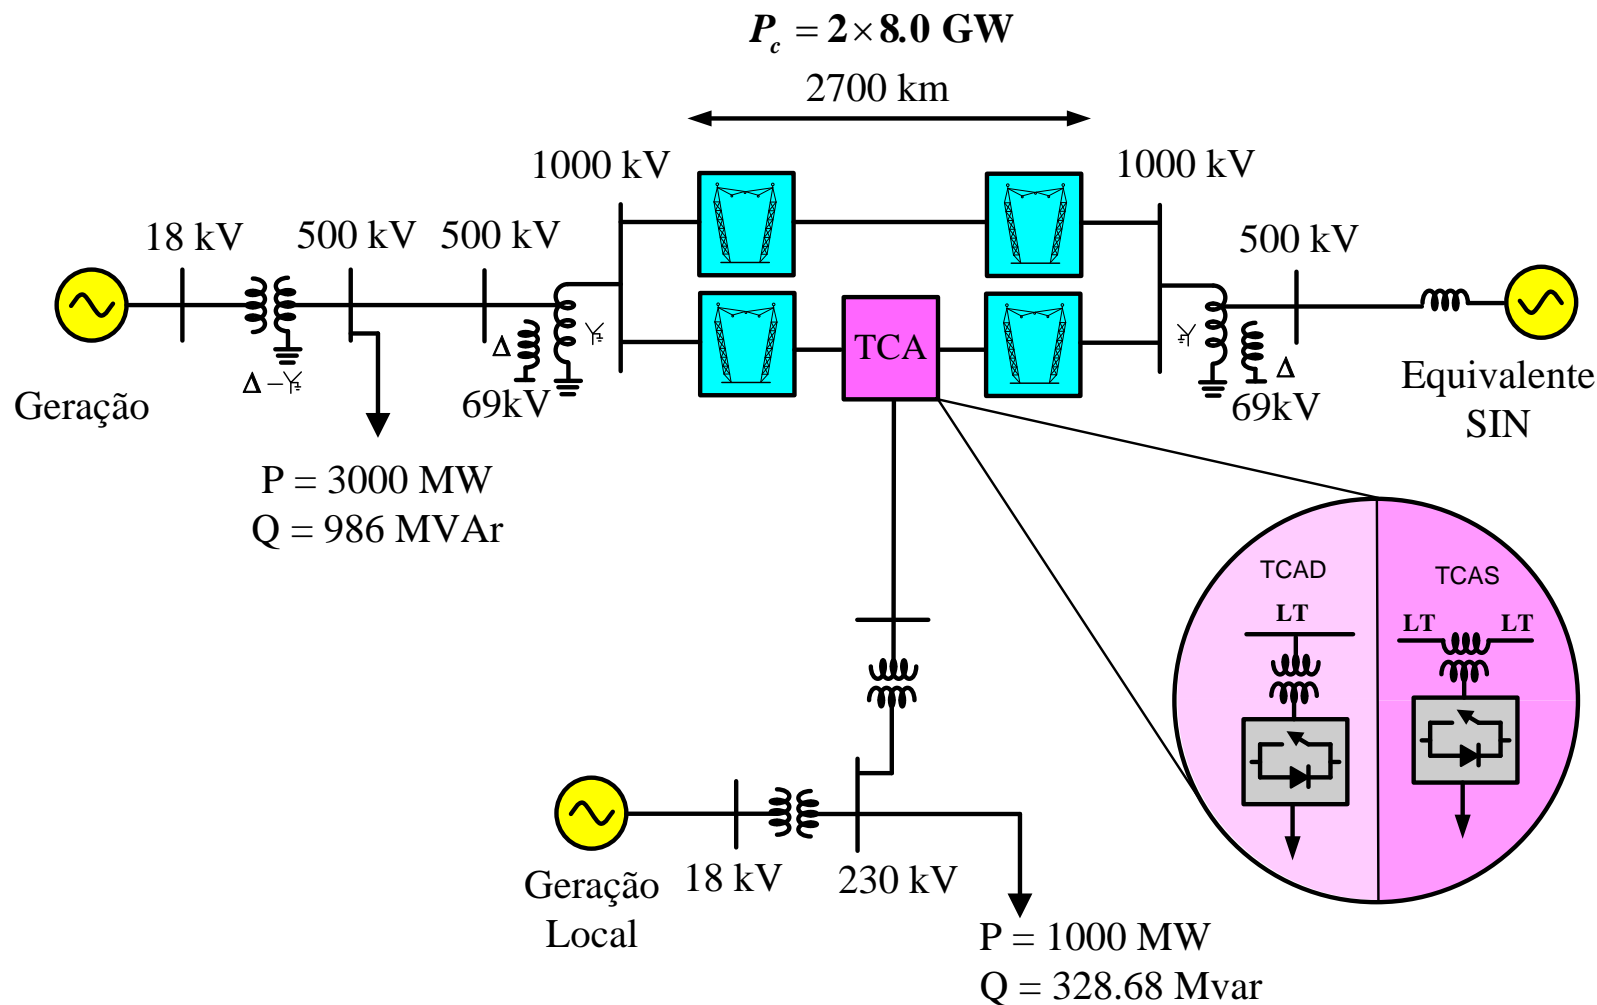 P_c = 2×8.0 GW
2700 km
1000 kV
1000 kV
18 kV
500 kV
500 kV
500 kV
TCA
Δ
Δ
Δ –
69kV
69kV
Geração
Equivalente
SIN
P = 3000 MW
Q = 986 MVAr
TCAD
TCAS
LT
LT
LT
18 kV
230 kV
Geração
Local
P = 1000 MW
Q = 328.68 Mvar